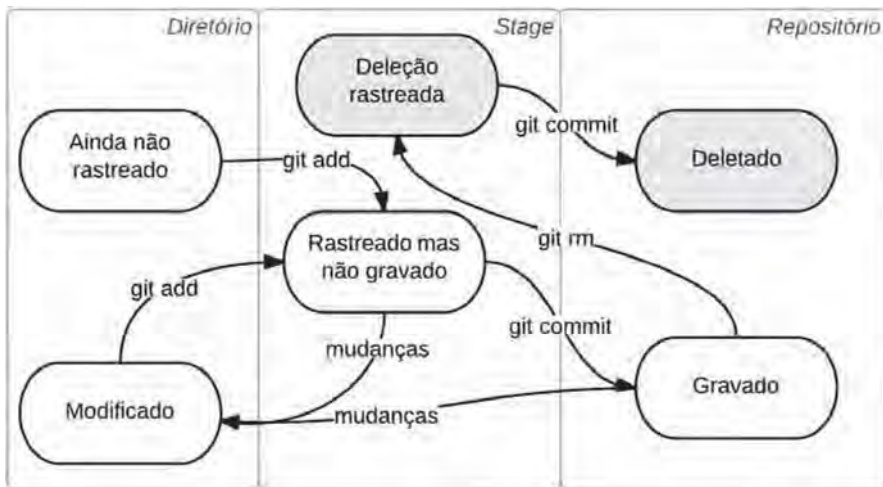 Diretório
Stage
Repositório
Deleção
rastreada
git commit
Ainda não
rastreado
git add
Deletado
Rastreado mas
não gravado
git rm
git add
git commit
mudanças
Modificado
mudanças
Gravado